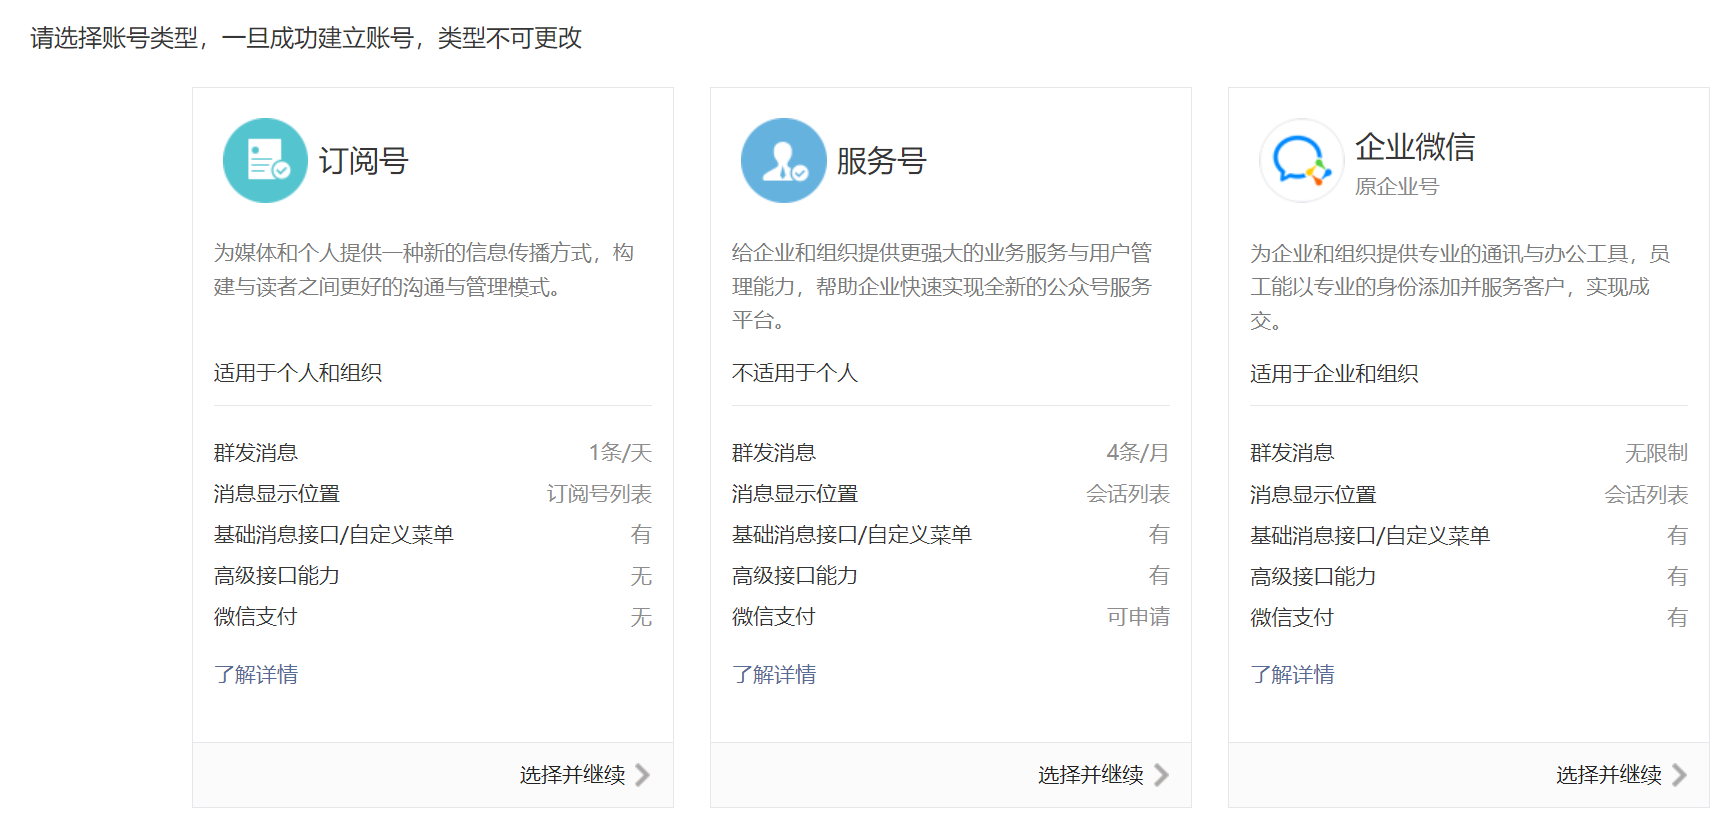 请选择账号类型，一旦成功建立账号，类型不可更改
订阅号
为媒体和个人提供一种新的信息传播方式，构
建与读者之间更好的沟通与管理模式。
适用于个人和组织
群发消息 1条/天
消息显示位置 订阅号列表
基础消息接口/自定义菜单 有
高级接口能力 无
微信支付 无
了解详情
选择并继续
服务号
给企业和组织提供更强大的业务服务与用户管
理能力，帮助企业快速实现全新的公众号服务
平台。
不适用于个人
群发消息 4条/月
消息显示位置 会话列表
基础消息接口/自定义菜单 有
高级接口能力 有
微信支付 可申请
了解详情
选择并继续
企业微信
原企业号
为企业和组织提供专业的通讯与办公工具，员
工能以专业的身份添加并服务客户，实现成
交。
适用于企业和组织
群发消息 无限制
消息显示位置 会话列表
基础消息接口/自定义菜单 有
高级接口能力 有
微信支付 有
了解详情
选择并继续